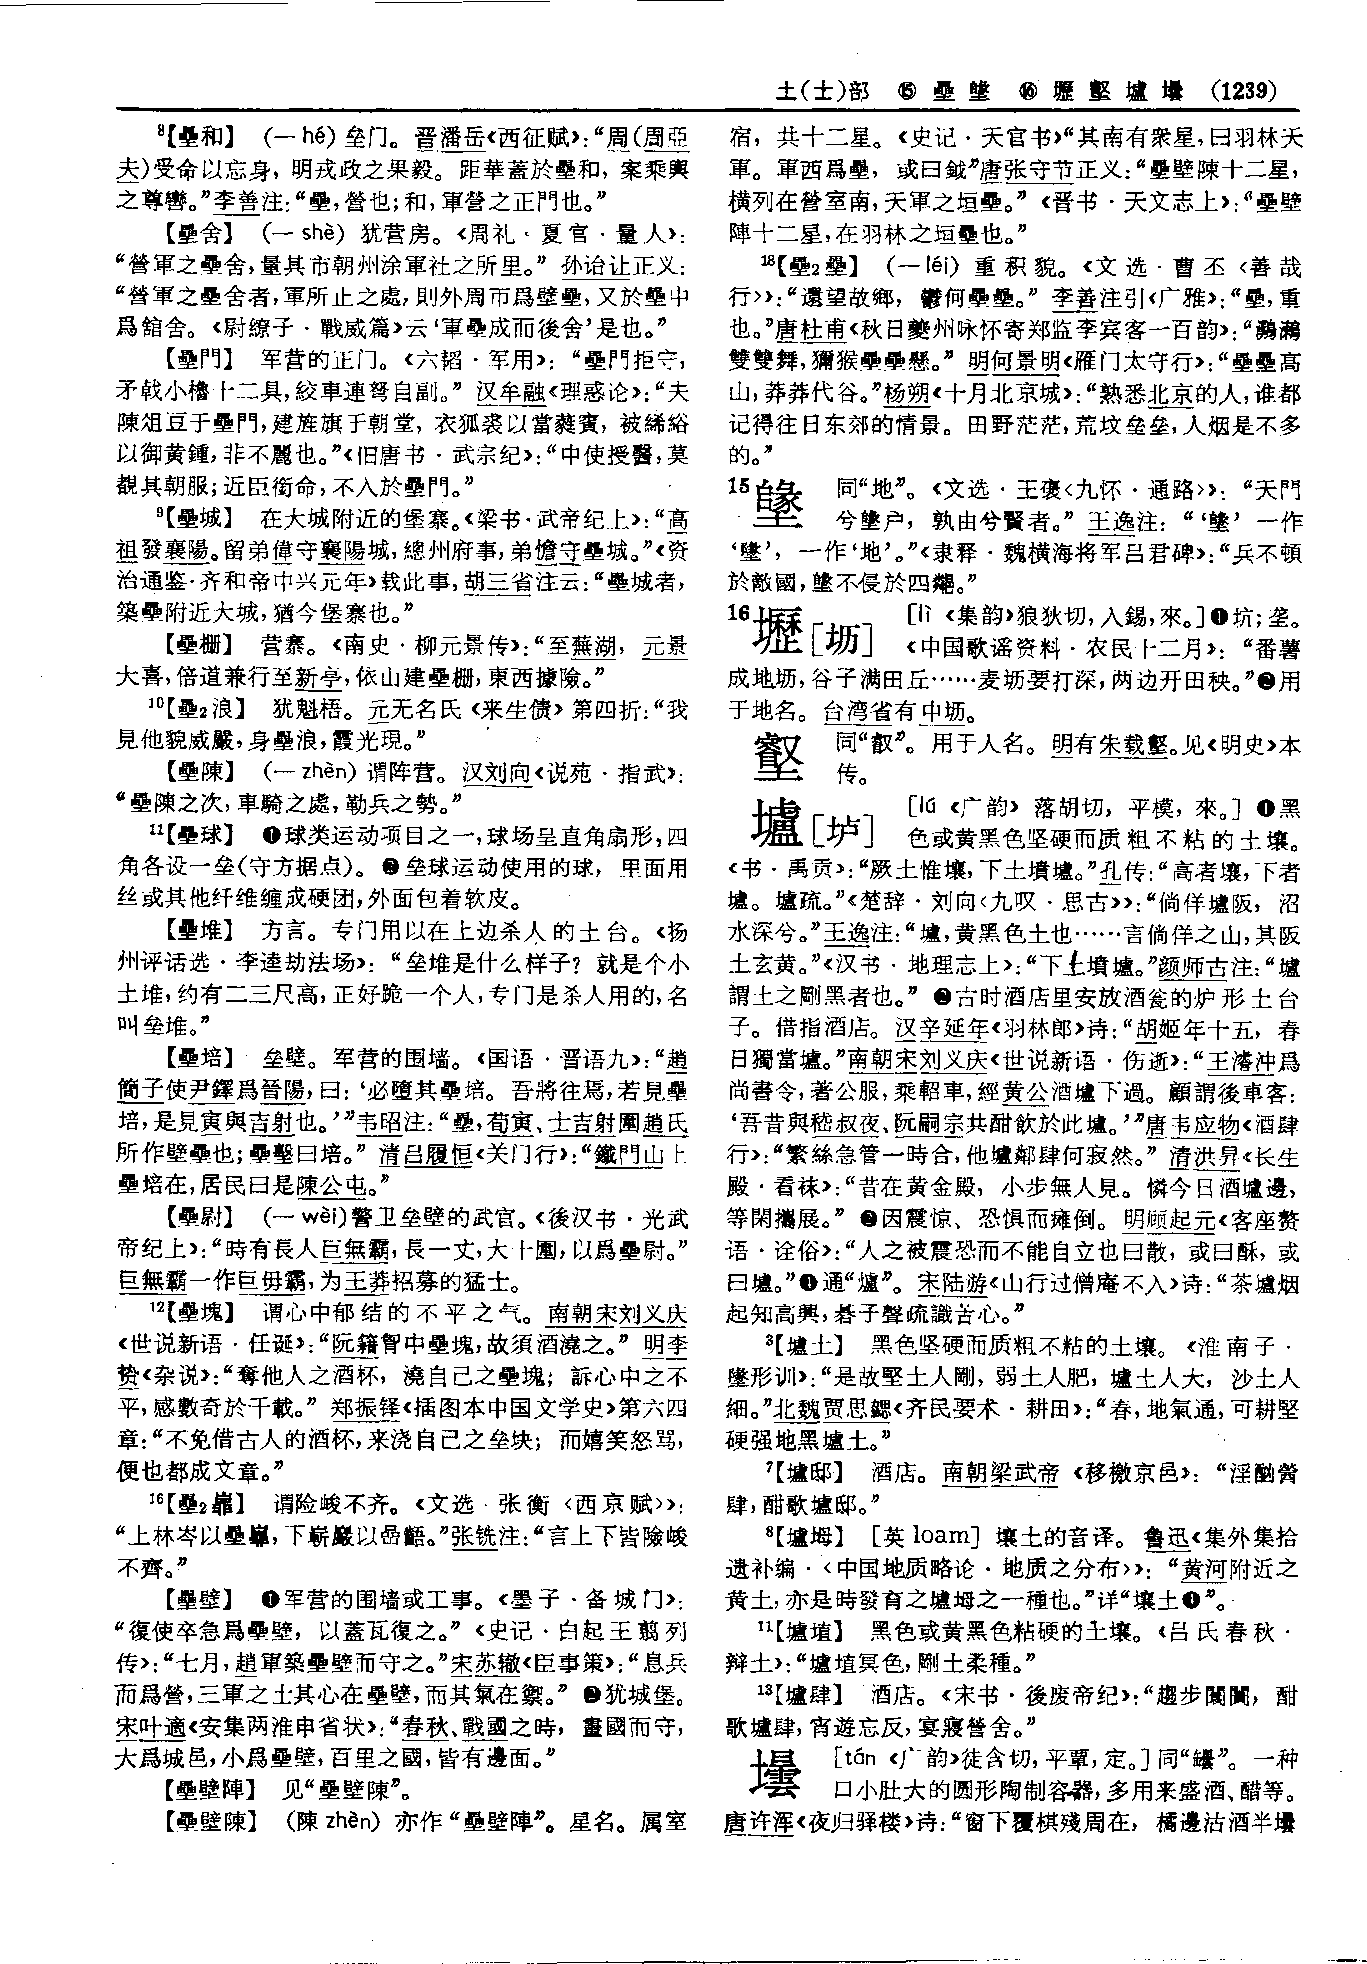 土(士)部 ⑮壘墬 ⑯壢壑壚壜 (1239)
8【壘和】 (一hé) 垒门。晋潘岳《西征赋》：“周(周亞
夫)受命以忘身，明戎政之果毅。距華蓋於壘和，案乘輿
之尊轡。”李善注：“壘，營也；和，軍營之正門也。”
【壘舍】 (一shè) 犹营房。《周礼·夏官·量人》：
“營軍之壘舍，量其市朝州涂軍社之所里。”孙诒让正义：
“營軍之壘舍者，軍所止之處，則外周帀爲壁壘，又於壘中
爲舘舍。《尉繚子·戰威篇》云‘軍壘成而後舍’是也。”
【壘門】 军营的正门。《六韬·军用》：“壘門拒守，
矛戟小櫓十二具，絞車連弩自副。”汉牟融《理惑论》：“夫
陳俎豆于壘門，建旌旗于朝堂，衣狐裘以當蕤賓，被絺綌
以御黄鍾，非不麗也。”《旧唐书·武宗纪》：“中使授醫，莫
覩其朝服；近臣銜命，不入於壘門。”
9【壘城】 在大城附近的堡寨。《梁书·武帝纪上》：“高
祖發襄陽。留弟偉守襄陽城，總州府事，弟憺守壘城。”《资
治通鉴·齐和帝中兴元年》载此事，胡三省注云：“壘城者，
築壘附近大城，猶今堡寨也。”
【壘栅】 营寨。《南史·柳元景传》：“至蕪湖，元景
大喜，倍道兼行至新亭，依山建壘栅，東西據險。”
10【壘2浪】 犹魁梧。元无名氏《来生债》第四折：“我
見他貌威嚴，身壘浪，霞光現。”
【壘陳】 (一zhèn) 谓阵营。汉刘向《说苑·指武》：
“壘陳之次，車騎之處，勒兵之勢。”
11【壘球】 ❶球类运动项目之一，球场呈直角扇形，四
角各设一垒(守方据点)。❷垒球运动使用的球，里面用
丝或其他纤维缠成硬团，外面包着软皮。
【壘堆】 方言。专门用以在上边杀人的土台。《扬
州评话选·李逵劫法场》：“垒堆是什么样子？就是个小
土堆，约有二三尺高，正好跪一个人，专门是杀人用的，名
叫垒堆。”
【壘培】 垒壁。军营的围墙。《国语·晋语九》：“趙
簡子使尹鐸爲晉陽，曰：‘必墮其壘培。吾將往焉，若見壘
培，是見寅與吉射也。’”韦昭注：“壘，荀寅、士吉射圍趙氏
所作壁壘也；壘墼曰培。”清吕履恒《关门行》：“鐵門山上
壘培在，居民曰是陳公屯。”
【壘尉】 (一wèi)警卫垒壁的武官。《後汉书·光武
帝纪上》：“時有長人巨無霸，長一丈，大十圍，以爲壘尉。”
巨無霸一作巨毋霸，为王莽招募的猛士。
12【壘塊】 谓心中郁结的不平之气。南朝宋刘义庆
《世说新语·任诞》：“阮籍胷中壘塊，故須酒澆之。”明李
贽《杂说》：“奪他人之酒杯，澆自己之壘塊；訴心中之不
平，感數奇於千載。”郑振铎《插图本中国文学史》第六四
章：“不免借古人的酒杯，来浇自己之垒块；而嬉笑怒骂，
便也都成文章。”
16【壘2嶵】 谓险峻不齐。《文选·张衡〈西京赋〉》：
“上林岑以壘嶵，下嶄巖以嵒齬。”张铣注：“言上下皆險峻
不齊。”
【壘壁】 ❶军营的围墙或工事。《墨子·备城门》：
“復使卒急爲壘壁，以蓋瓦復之。”《史记·白起王翦列
传》：“七月，趙軍築壘壁而守之。”宋苏辙《臣事策》：“息兵
而爲營，三軍之士其心在壘壁，而其氣在禦。”❷犹城堡。
宋叶適《安集两淮申省状》：“春秋、戰國之時，畫國而守，
大爲城邑，小爲壘壁，百里之國，皆有邊面。”
【壘壁陣】 见“壘壁陳”。
【壘壁陳】 (陳zhèn) 亦作“壘壁陣”。星名。属室
宿，共十二星。《史记·天官书》“其南有衆星，曰羽林天
軍。軍西爲壘，或曰鉞”唐张守节正义：“壘壁陳十二星，
横列在營室南，天軍之垣壘。”《晋书·天文志上》：“壘壁
陣十二星，在羽林之垣壘也。”
18【壘2壘】 (一léi) 重积貌。《文选·曹丕〈善哉
行〉》：“還望故鄉，鬱何壘壘。”李善注引《广雅》：“壘，重
也。”唐杜甫《秋日夔州咏怀寄郑监李宾客一百韵》：“鸂鶒
雙雙舞，獮猴壘壘懸。”明何景明《雁门太守行》：“壘壘高
山，莽莽代谷。”杨朔《十月北京城》：“熟悉北京的人，谁都
记得往日东郊的情景。田野茫茫，荒坟垒垒，人烟是不多
的。”
15墬 同“地”。《文选·王褒〈九怀·通路〉》：“天門
兮墬户，孰由兮賢者。”王逸注：“‘墬’一作
‘墜’，一作‘地’。”《隶释·魏横海将军吕君碑》：“兵不頓
於敵國，墬不侵於四鄰。”
16壢[坜] [lì 《集韵》狼狄切，入錫，來。]❶坑；垄。
《中国歌谣资料·农民十二月》：“番薯
成地坜，谷子满田丘……麦坜要打深，两边开田秧。”❷用
于地名。台湾省有中坜。
壡 同“叡”。用于人名。明有朱载壡。见《明史》本
传。
壚[垆] [lú 《广韵》落胡切，平模，來。] ❶黑
色或黄黑色坚硬而质粗不粘的土壤。
《书·禹贡》：“厥土惟壤，下土墳壚。”孔传：“高者壤，下者
壚。壚疏。”《楚辞·刘向〈九叹·思古〉》：“倘佯壚阪，沼
水深兮。”王逸注：“壚，黄黑色土也……言倘佯之山，其阪
土玄黄。”《汉书·地理志上》：“下土墳壚。”颜师古注：“壚
謂土之剛黑者也。”❷古时酒店里安放酒瓮的炉形土台
子。借指酒店。汉辛延年《羽林郎》诗：“胡姬年十五，春
日獨當壚。”南朝宋刘义庆《世说新语·伤逝》：“王濬沖爲
尚書令，著公服，乘軺車，經黄公酒壚下過。顧謂後車客：
‘吾昔與嵇叔夜、阮嗣宗共酣飲於此壚。’”唐韦应物《酒肆
行》：“繁絲急管一時合，他壚鄰肆何寂然。”清洪昇《长生
殿·看袜》：“昔在黄金殿，小步無人見。憐今日酒壚邊，
等閑攜展。”❸因震惊、恐惧而瘫倒。明顾起元《客座赘
语·诠俗》：“人之被震恐而不能自立也曰散，或曰酥，或
曰壚。”❹通“爐”。宋陆游《山行过僧庵不入》诗：“茶壚烟
起知高興，棊子聲疏識苦心。”
3【壚土】 黑色坚硬而质粗不粘的土壤。《淮南子·
墬形训》：“是故堅土人剛，弱土人肥，壚土人大，沙土人
細。”北魏贾思勰《齐民要术·耕田》：“春，地氣通，可耕堅
硬强地黑壚土。”
7【壚邸】 酒店。南朝梁武帝《移檄京邑》：“淫酗營
肆，酣歌壚邸。”
8【壚坶】 [英loam] 壤土的音译。鲁迅《集外集拾
遗补编·〈中国地质略论·地质之分布〉》：“黄河附近之
黄土，亦是時發育之壚坶之一種也。”详“壤土❶”。
11【壚埴】 黑色或黄黑色粘硬的土壤。《吕氏春秋·
辩土》：“壚埴冥色，剛土柔種。”
13【壚肆】 酒店。《宋书·後废帝纪》：“趨步闤闠，酣
歌壚肆，宵遊忘反，宴寢營舍。”
壜 [tán 《广韵》徒含切，平覃，定。]同“罎”。一种
口小肚大的圆形陶制容器，多用来盛酒、醋等。
唐许浑《夜归驿楼》诗：“窗下覆棋殘周在，橘邊沽酒半壜